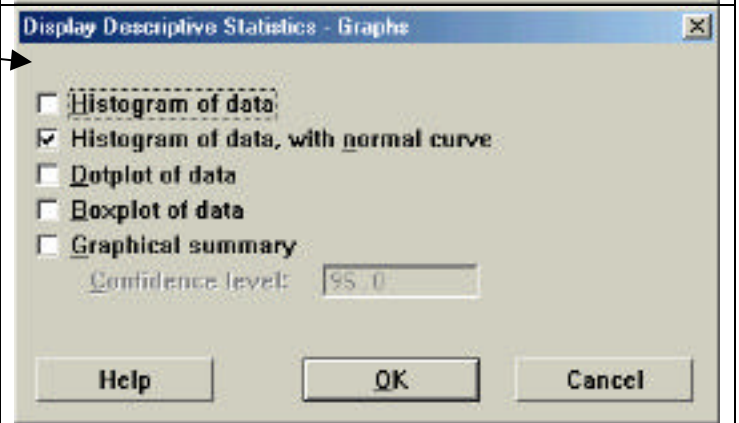 Display Descriptive Statistics - Graphs
Histogram of data
Histogram of data, with normal curve
Dotplot of data
Boxplot of data
Graphical summary
Confidence level: 95.0
Help OK Cancel